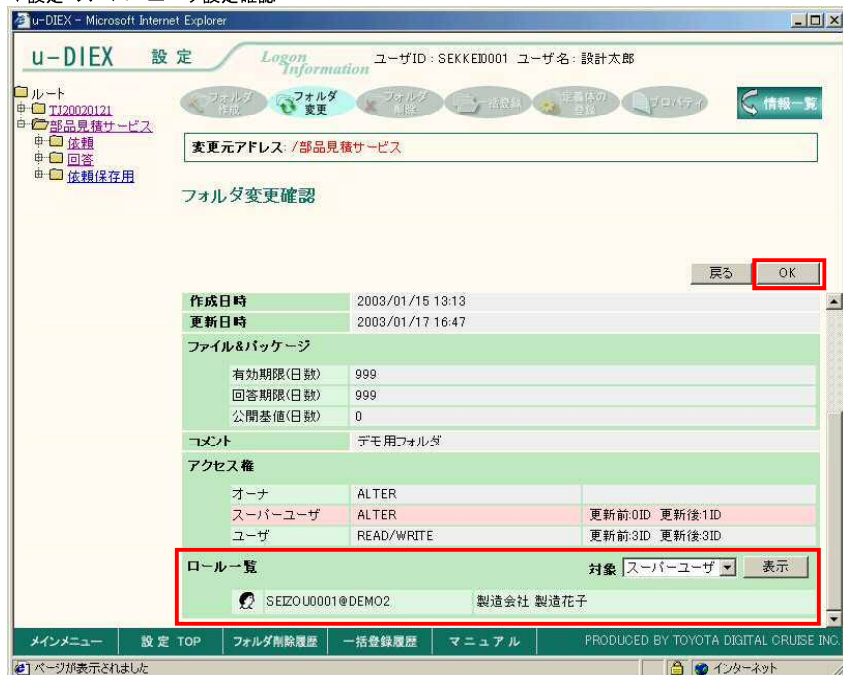 u-DIEX - Microsoft Internet Explorer
u-DIEX 設 定
Logon Information
ユーザID：SEKKEI0001 ユーザ名：設計太郎
ルート
TJ20020121
部品見積サービス
依頼
回答
依頼保存用
フォルダ作成
フォルダ変更
フォルダ削除
一括登録
定義体の登録
プロパティ
情報一覧
変更元アドレス：/部品見積サービス
フォルダ変更確認
戻る OK
作成日時 2003/01/15 13:13
更新日時 2003/01/17 16:47
ファイル&パッケージ
有効期限(日数) 999
回答期限(日数) 999
公開基値(日数) 0
コメント デモ用フォルダ
アクセス権
オーナ ALTER
スーパーユーザ ALTER 更新前:0ID 更新後:1ID
ユーザ READ/WRITE 更新前:3ID 更新後:3ID
ロール一覧 対象 スーパーユーザ 表示
SEIZOU0001@DEMO2 製造会社 製造花子
メインメニュー 設 定 TOP フォルダ削除履歴 一括登録履歴 マ ニ ュ ア ル PRODUCED BY TOYOTA DIGITAL CRUISE INC.
ページが表示されました インターネット